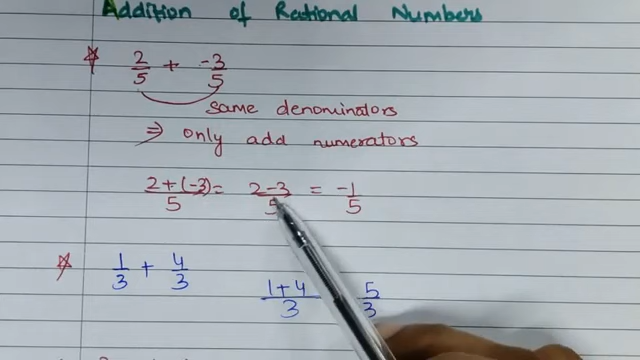 Addition of Rational Numbers
2/5 + -3/5
same denominators
⇒ only add numerators
2+(-3)/5 = 2-3/5 = -1/5
1/3 + 4/3
1+4/3 5/3